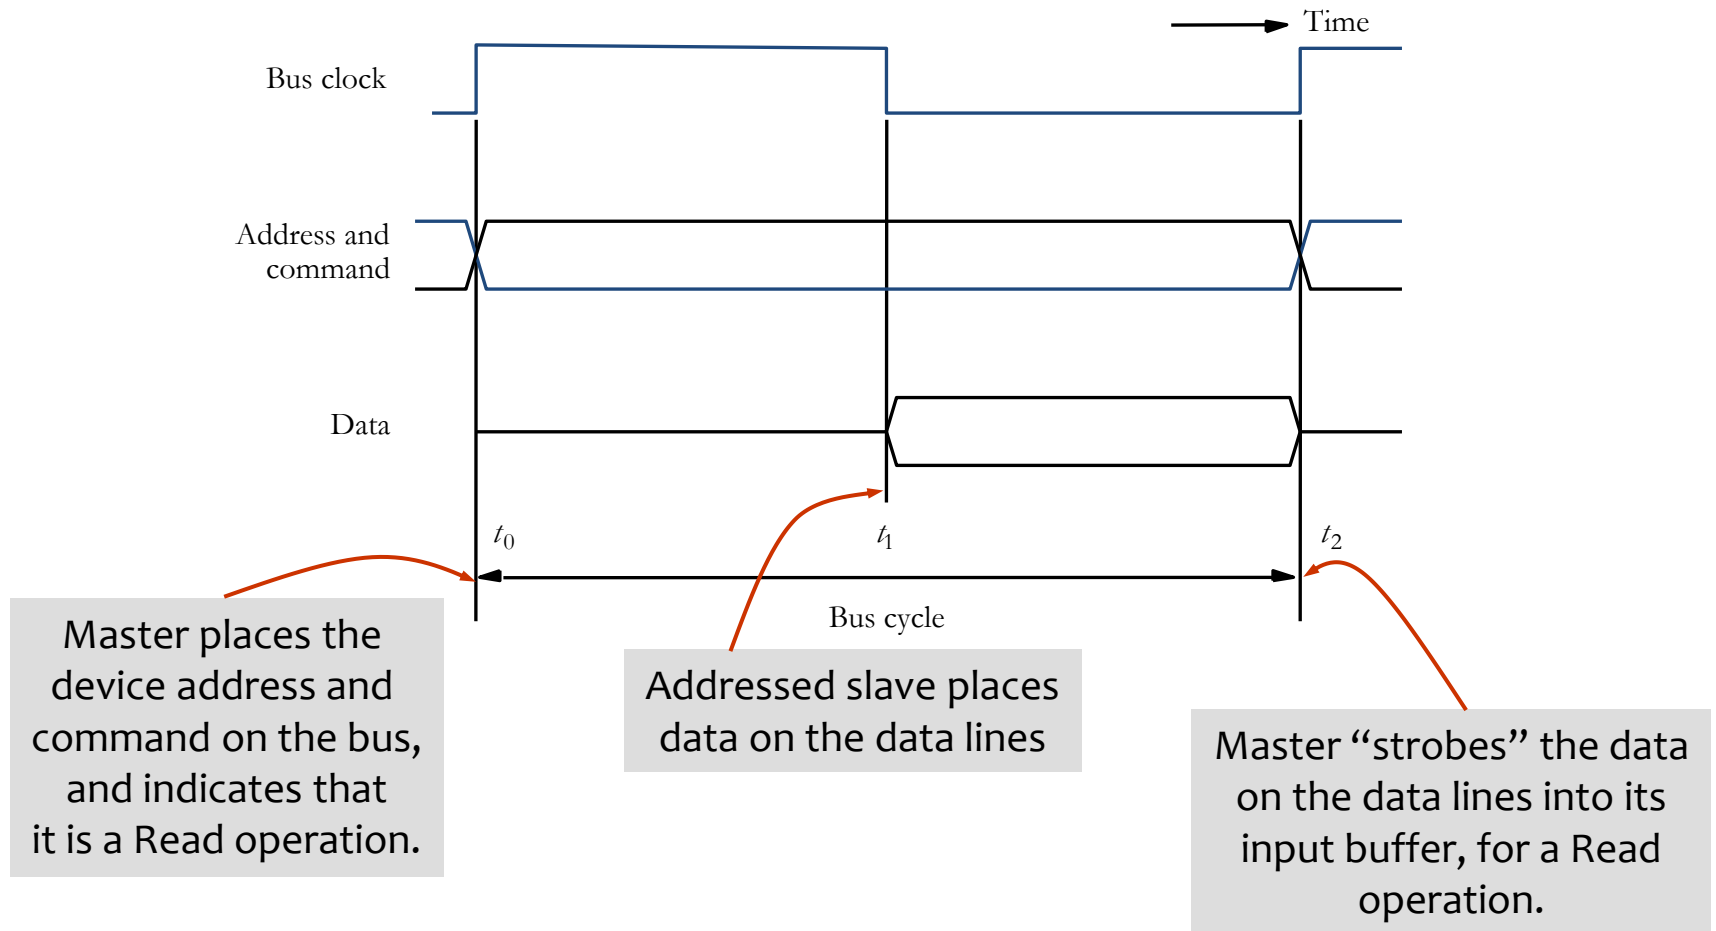 Time
Bus clock
Address and
command
Data
t0
t1
t2
Bus cycle
Master places the
device address and
command on the bus,
and indicates that
it is a Read operation.
Addressed slave places
data on the data lines
Master “strobes” the data
on the data lines into its
input buffer, for a Read
operation.